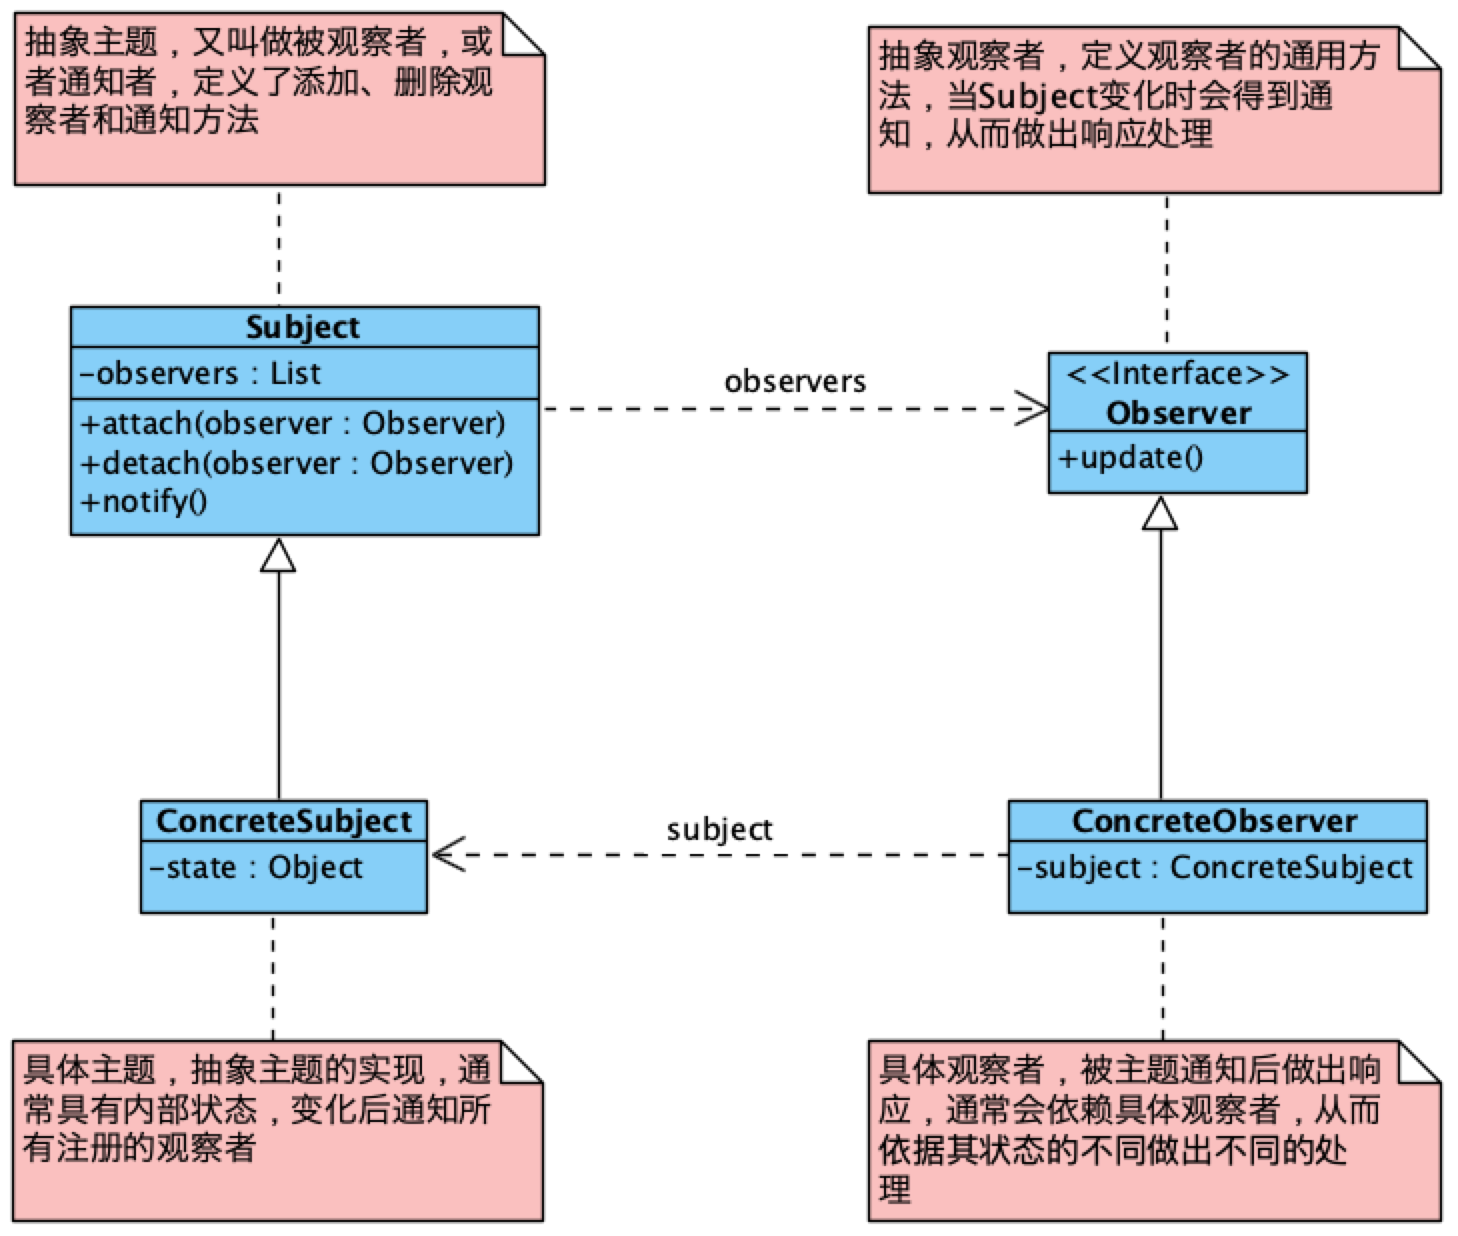 抽象主题，又叫做被观察者，或
者通知者，定义了添加、删除观
察者和通知方法
抽象观察者，定义观察者的通用方
法，当Subject变化时会得到通
知，从而做出响应处理
Subject
-observers : List
+attach(observer : Observer)
+detach(observer : Observer)
+notify()
observers
<<Interface>>
Observer
+update()
ConcreteSubject
-state : Object
subject
ConcreteObserver
-subject : ConcreteSubject
具体主题，抽象主题的实现，通
常具有内部状态，变化后通知所
有注册的观察者
具体观察者，被主题通知后做出响
应，通常会依赖具体观察者，从而
依据其状态的不同做出不同的处
理